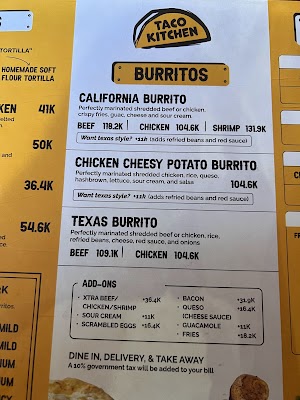 TACO
KITCHEN
TORTILLA"
HOMEMADE SOFT
FLOUR TORTILLA
41K
50K
36.4K
54.6K
BURRITOS
CALIFORNIA BURRITO
Perfectly marinated shredded beef or chicken,
crispy fries, guac, cheese and sour cream.
BEEF 118.2K | CHICKEN 104.6K | SHRIMP 131.9K
Want texas style? +11k (adds refried beans and red sauce)
CHICKEN CHEESY POTATO BURRITO
Perfectly marinated shredded chicken, rice, queso,
hashbrown, lettuce, sour cream, and salsa
104.6K
Want texas style? +11k (adds refried beans and red sauce)
TEXAS BURRITO
Perfectly marinated shredded beef or chicken, rice,
refried beans, cheese, red sauce, and onions
BEEF 109.1K | CHICKEN 104.6K
ADD-ONS
• XTRA BEEF/ +36.4K
CHICKEN/SHRIMP
• SOUR CREAM +11K
• SCRAMBLED EGGS +16.4K
• BACON +31.9K
• QUESO +16.4K
(CHEESE SAUCE)
• GUACAMOLE +11K
• FRIES +18.2K
DINE IN, DELIVERY, & TAKE AWAY
A 10% government tax will be added to your bill